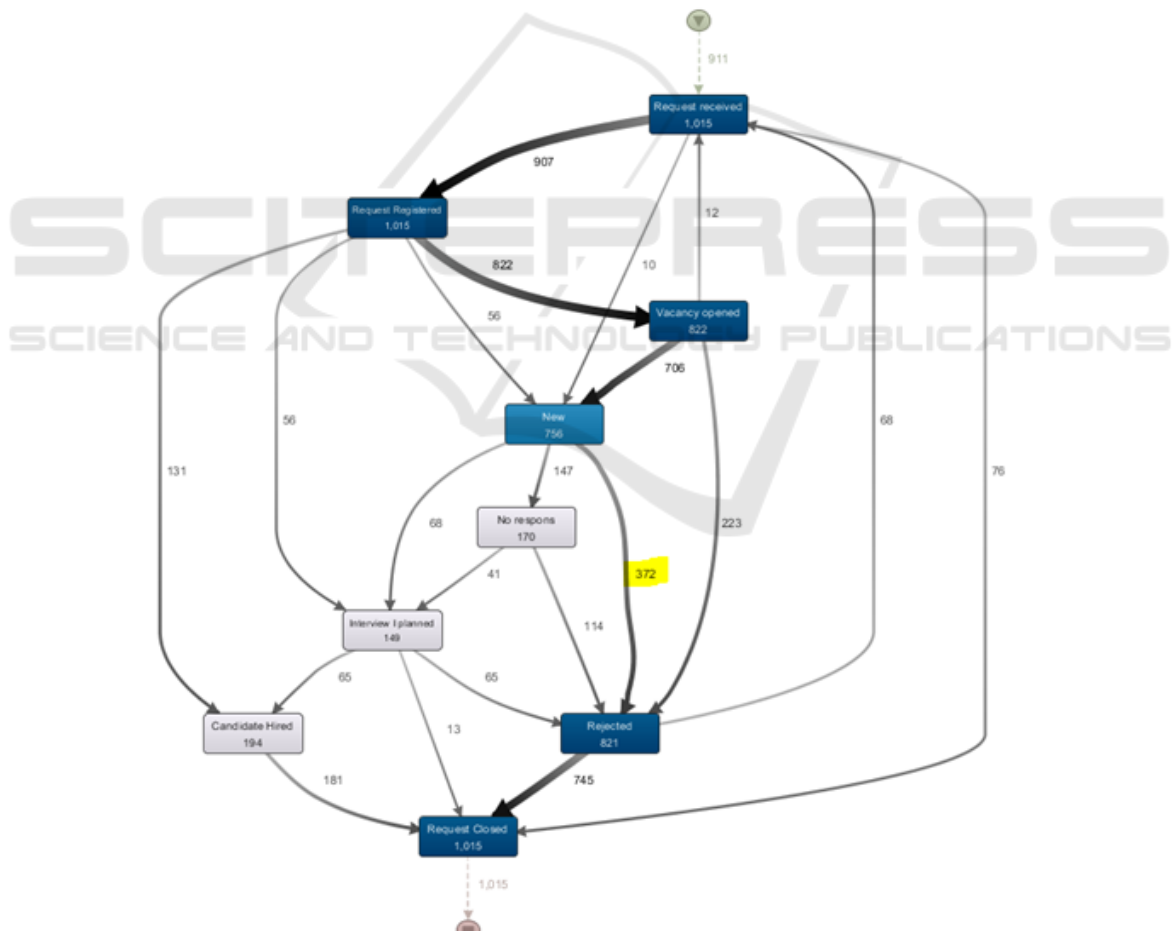 911
Request received
1,015
907
Request Registered
1,015
12
822
10
56
Vacancy opened
822
706
New
756
56
68
131
147
76
No respons
170
68
223
41
372
114
Interview I planned
149
65
65
Candidate Hired
194
13
Rejected
821
181
745
Request Closed
1,015
1,015
SCITEPRESS
SCIENCE AND TECHNOLOGY PUBLICATIONS